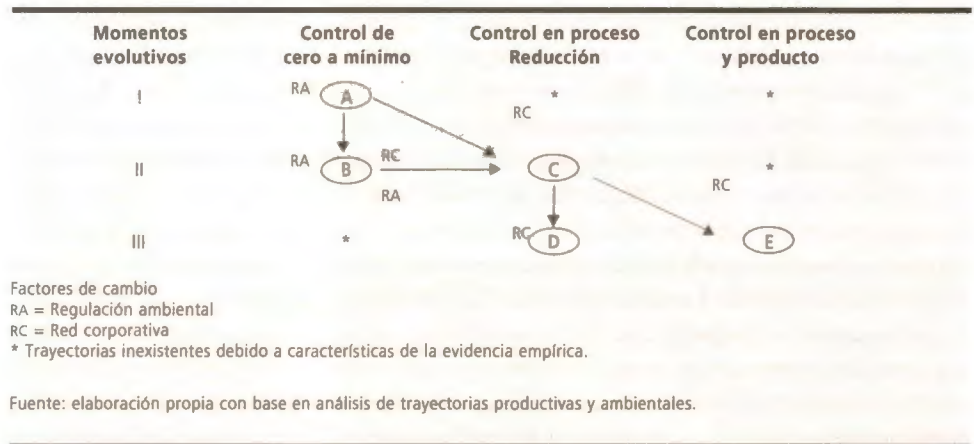 Momentos evolutivos
Control de cero a mínimo
Control en proceso Reducción
Control en proceso y producto
I
RA
A
*
RC
*
II
RA
B
RC
RA
C
*
RC
III
*
RC
D
E
Factores de cambio
RA = Regulación ambiental
RC = Red corporativa
* Trayectorias inexistentes debido a características de la evidencia empírica.
Fuente: elaboración propia con base en análisis de trayectorias productivas y ambientales.